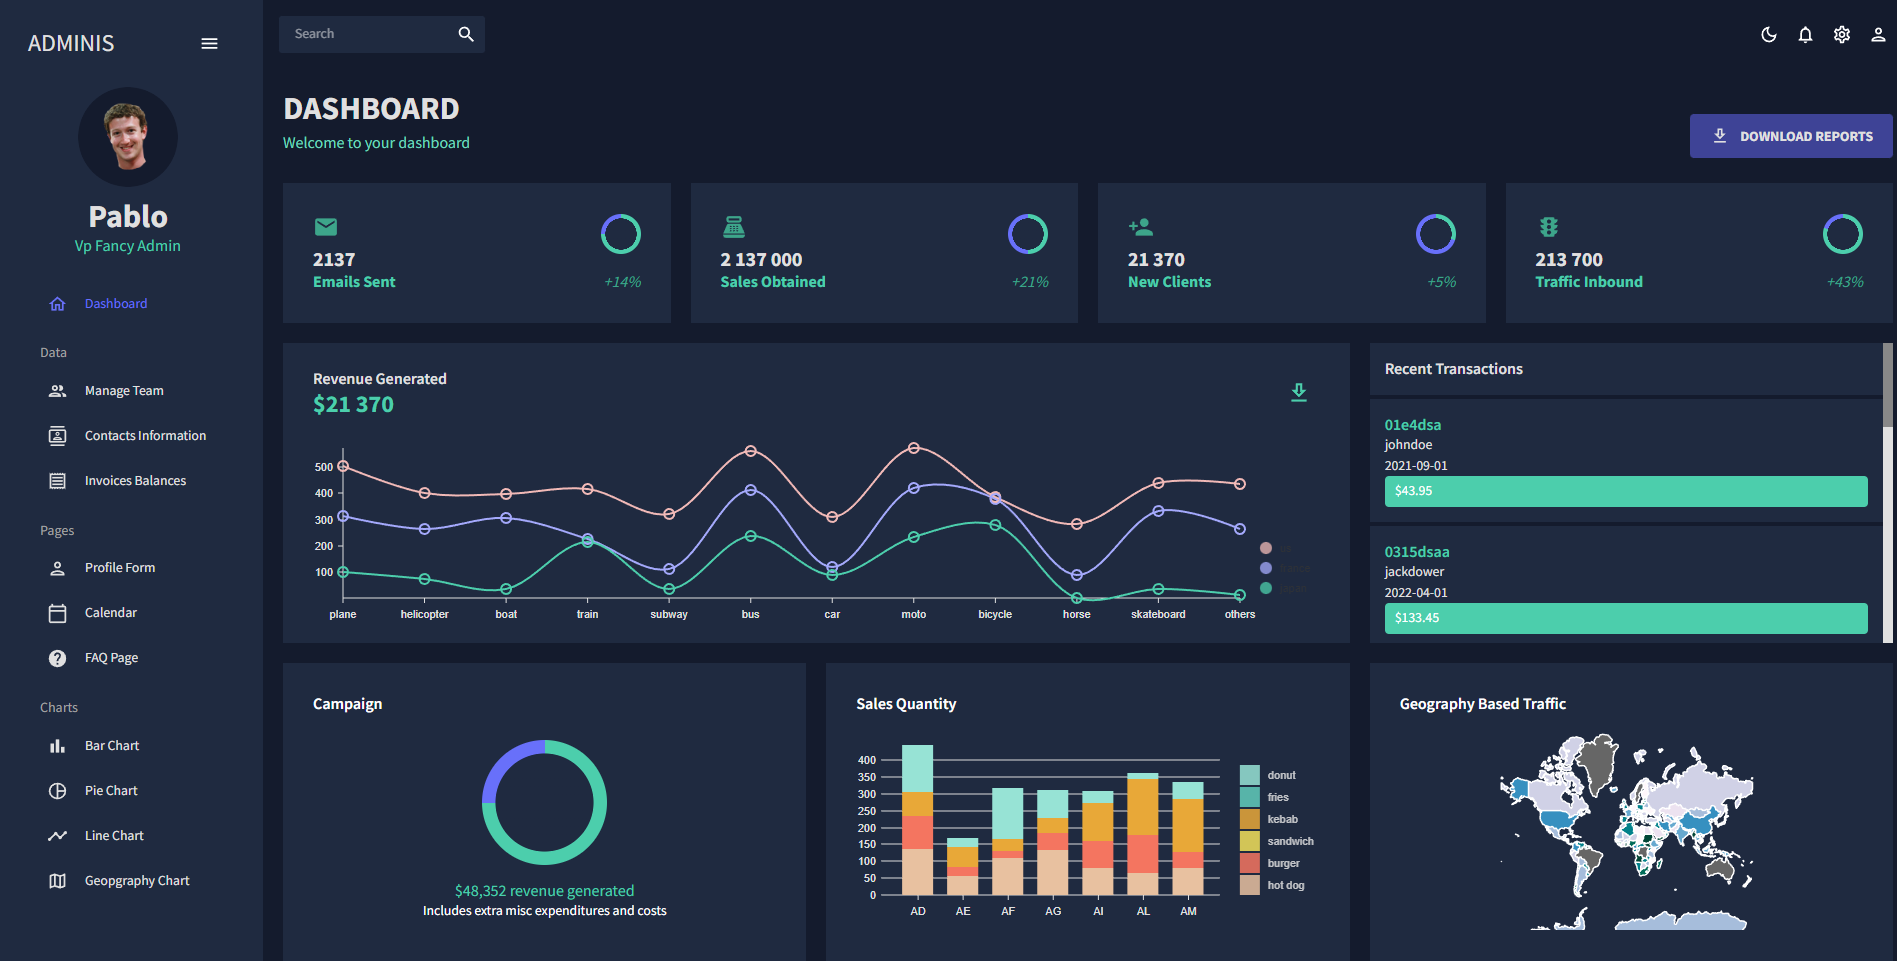 ADMINIS
Search
Pablo
Vp Fancy Admin
Dashboard
Data
Manage Team
Contacts Information
Invoices Balances
Pages
Profile Form
Calendar
FAQ Page
Charts
Bar Chart
Pie Chart
Line Chart
Geopgraphy Chart
DASHBOARD
Welcome to your dashboard
DOWNLOAD REPORTS
2137
Emails Sent
+14%
2 137 000
Sales Obtained
+21%
21 370
New Clients
+5%
213 700
Traffic Inbound
+43%
Revenue Generated
$21 370
500
400
300
200
100
plane helicopter boat train subway bus car moto bicycle horse skateboard others
Recent Transactions
01e4dsa
johndoe
2021-09-01
$43.95
0315dsaa
jackdower
2022-04-01
$133.45
Campaign
$48,352 revenue generated
Includes extra misc expenditures and costs
Sales Quantity
400
350
300
250
200
150
100
50
0
AD AE AF AG AI AL AM
donut
fries
kebab
sandwich
burger
hot dog
Geography Based Traffic